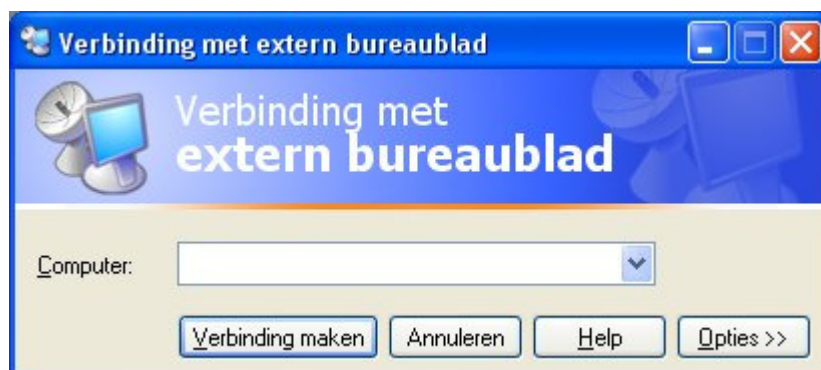 Verbinding met extern bureaublad
Verbinding met
extern bureaublad
Computer:
Verbinding maken Annuleren Help Opties >>